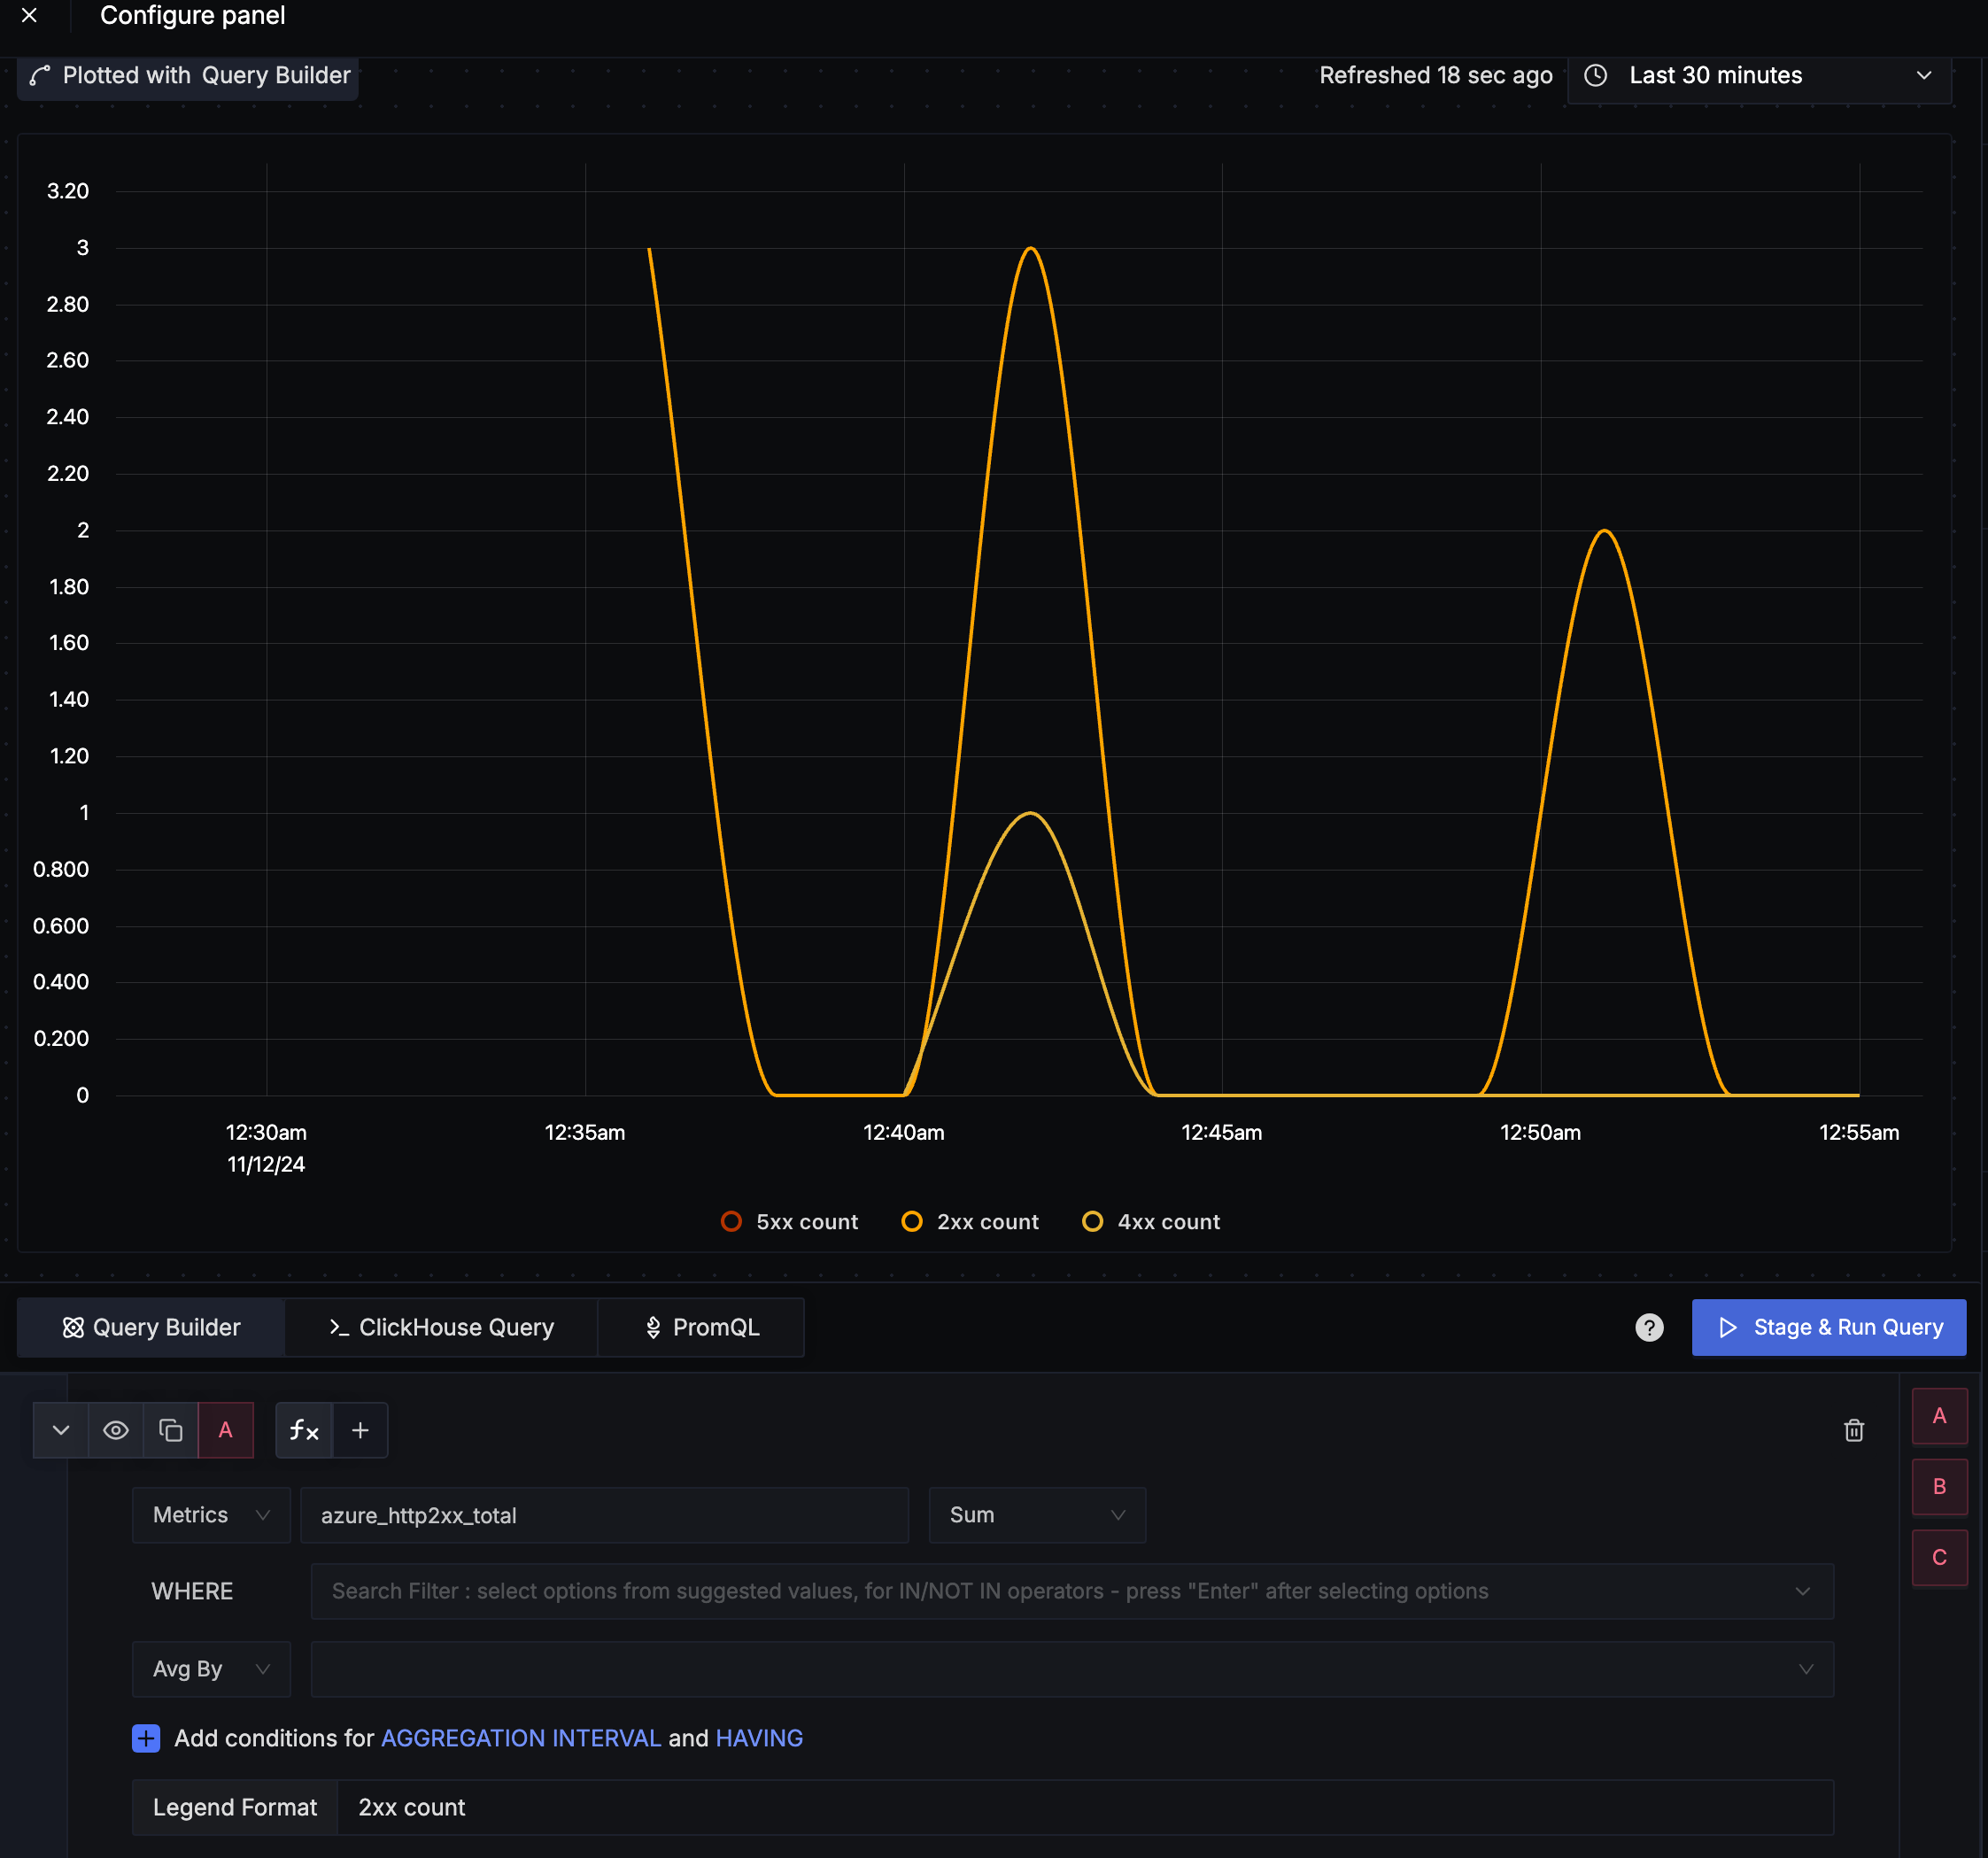 Configure panel
Plotted with Query Builder
Refreshed 18 sec ago
Last 30 minutes
3.20
3
2.80
2.60
2.40
2.20
2
1.80
1.60
1.40
1.20
1
0.800
0.600
0.400
0.200
0
12:30am 12:35am 12:40am 12:45am 12:50am 12:55am
11/12/24
5xx count 2xx count 4xx count
Query Builder
ClickHouse Query
PromQL
?
Stage & Run Query
A
fx
A
B
C
Metrics
azure_http2xx_total
Sum
WHERE
Search Filter : select options from suggested values, for IN/NOT IN operators - press "Enter" after selecting options
Avg By
Add conditions for AGGREGATION INTERVAL and HAVING
Legend Format
2xx count